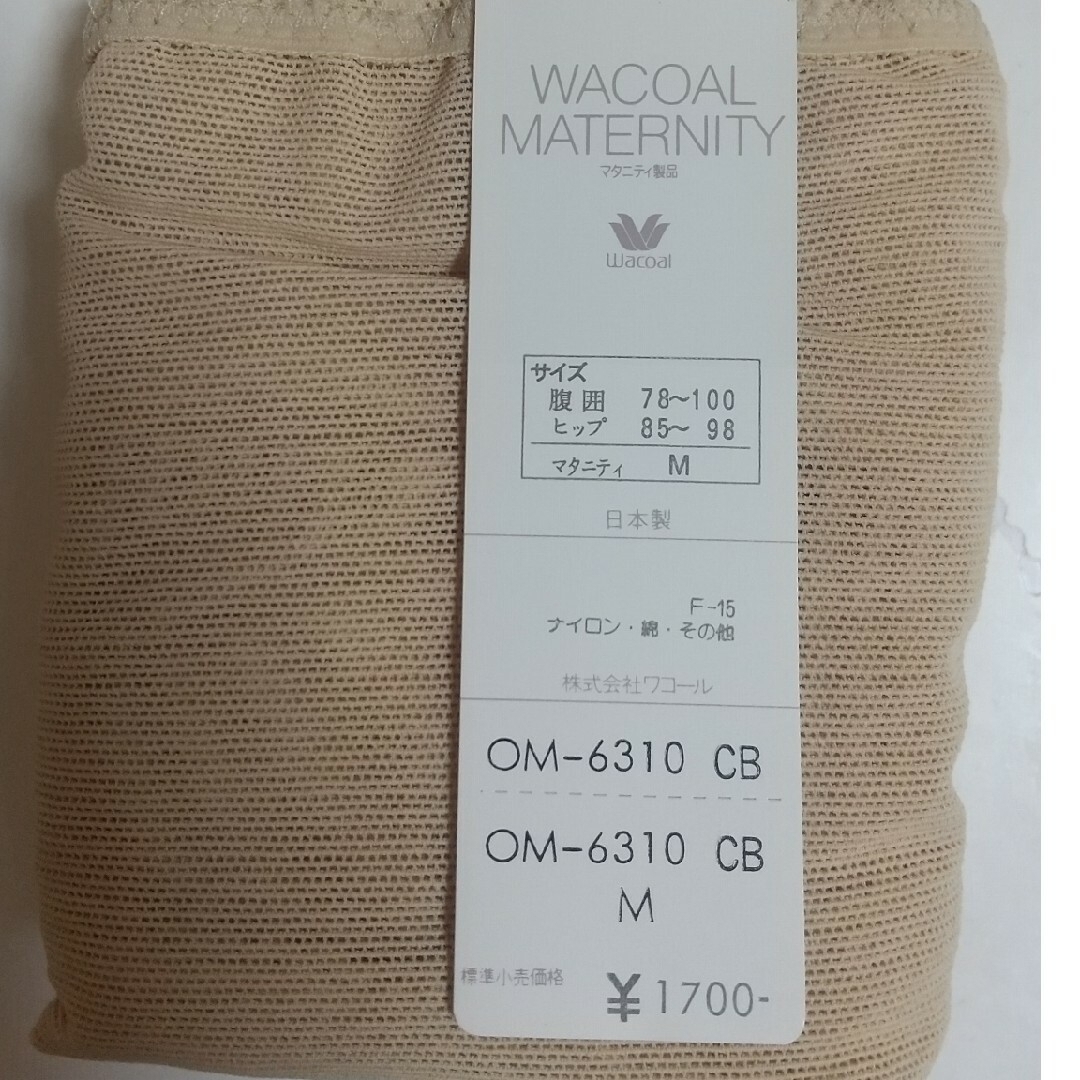 WACOAL
MATERNITY
マタニティ製品
Wacoal
サイズ
腹囲 78〜100
ヒップ 85〜 98
マタニティ M
日本製
F-15
ナイロン・綿・その他
株式会社ワコール
OM-6310 CB
OM-6310 CB
M
標準小売価格 ¥1700-